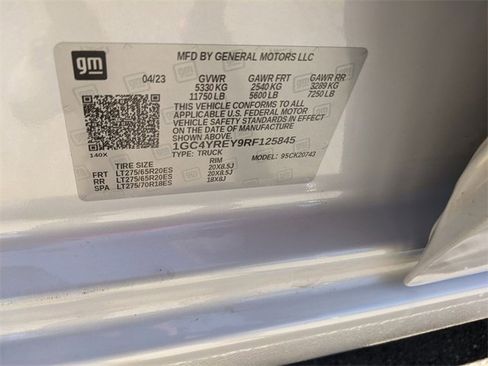 gm
MFD BY GENERAL MOTORS LLC
04/23 GVWR GAWR FRT GAWR RR
5330 KG 2540 KG 3289 KG
11750 LB 5600 LB 7250 LB
THIS VEHICLE CONFORMS TO ALL
APPLICABLE U.S. FEDERAL MOTOR
VEHICLE SAFETY STANDARDS IN
EFFECT ON THE DATE OF MANUFACTURE
SHOWN ABOVE.
1GC4YREY9RF125845
TYPE: TRUCK MODEL: 95CK20743
140X
TIRE SIZE RIM
FRT LT275/65R20ES 20X8.5J
RR LT275/65R20ES 20X8.5J
SPA LT275/70R18ES 18X8J